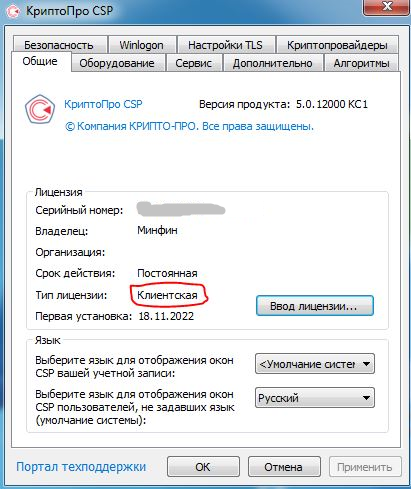 КриптоПро CSP
Безопасность Winlogon Настройки TLS Криптопровайдеры
Общие Оборудование Сервис Дополнительно Алгоритмы
КриптоПро CSP Версия продукта: 5.0.12000 КС1
© Компания КРИПТО-ПРО. Все права защищены.
Лицензия
Серийный номер:
Владелец: Минфин
Организация:
Срок действия: Постоянная
Тип лицензии: Клиентская
Ввод лицензии...
Первая установка: 18.11.2022
Язык
Выберите язык для отображения окон
CSP вашей учетной записи:
<Умолчание систем
Выберите язык для отображения окон
CSP пользователей, не задавших язык
(умолчание системы):
Русский
Портал техподдержки ОК Отмена Применить